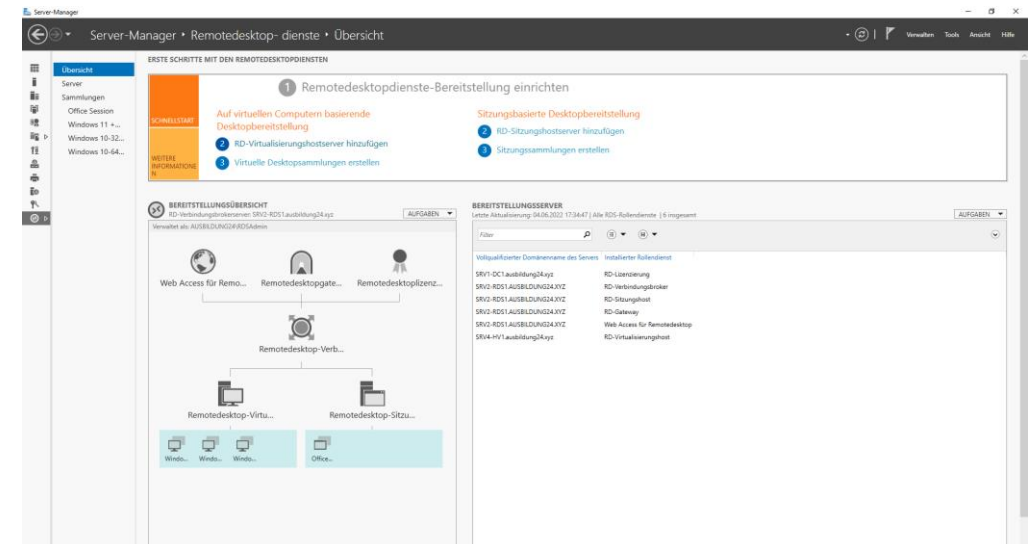 Server-Manager
Server-Manager • Remotedesktop- dienste • Übersicht
Verwalten Tools Ansicht Hilfe
Übersicht
Server
Sammlungen
Office Session
Windows 11 +...
Windows 10-32...
Windows 10-64...
ERSTE SCHRITTE MIT DEN REMOTEDESKTOPDIENSTEN
1 Remotedesktopdienste-Bereitstellung einrichten
SCHNELLSTART
WEITERE
INFORMATIONE
N
Auf virtuellen Computern basierende
Desktopbereitstellung
2 RD-Virtualisierungshostserver hinzufügen
3 Virtuelle Desktopsammlungen erstellen
Sitzungsbasierte Desktopbereitstellung
2 RD-Sitzungshostserver hinzufügen
3 Sitzungssammlungen erstellen
BEREITSTELLUNGSÜBERSICHT
RD-Verbindungsbrokerserver: SRV2-RDS1.ausbildung24.xyz
AUFGABEN
Verwaltet als: AUSBILDUNG24\RDSAdmin
Web Access für Remo... Remotedesktopgate... Remotedesktoplizenz...
Remotedesktop-Verb...
Remotedesktop-Virtu... Remotedesktop-Sitzu...
Windo... Windo... Windo... Office...
BEREITSTELLUNGSSERVER
Letzte Aktualisierung: 04.06.2022 17:34:47 | Alle RDS-Rollendienste | 6 insgesamt
AUFGABEN
Filter
Vollqualifizierter Domänenname des Servers Installierter Rollendienst
SRV1-DC1.ausbildung24.xyz RD-Lizenzierung
SRV2-RDS1.AUSBILDUNG24.XYZ RD-Verbindungsbroker
SRV2-RDS1.AUSBILDUNG24.XYZ RD-Sitzungshost
SRV2-RDS1.AUSBILDUNG24.XYZ RD-Gateway
SRV2-RDS1.AUSBILDUNG24.XYZ Web Access für Remotedesktop
SRV4-HV1.ausbildung24.xyz RD-Virtualisierungshost